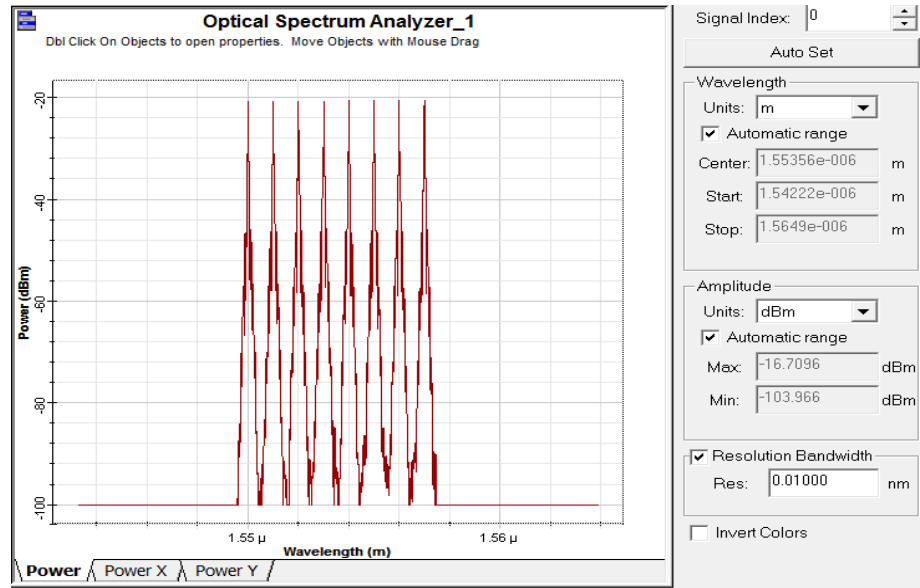 Optical Spectrum Analyzer_1
Dbl Click On Objects to open properties. Move Objects with Mouse Drag
Power (dBm)
-20
-40
-60
-80
-100
1.55 µ
1.56 µ
Wavelength (m)
Power
Power X
Power Y
Signal Index: 0
Auto Set
Wavelength
Units: m
Automatic range
Center: 1.55356e-006 m
Start: 1.54222e-006 m
Stop: 1.5649e-006 m
Amplitude
Units: dBm
Automatic range
Max: -16.7096 dBm
Min: -103.966 dBm
Resolution Bandwidth
Res: 0.01000 nm
Invert Colors